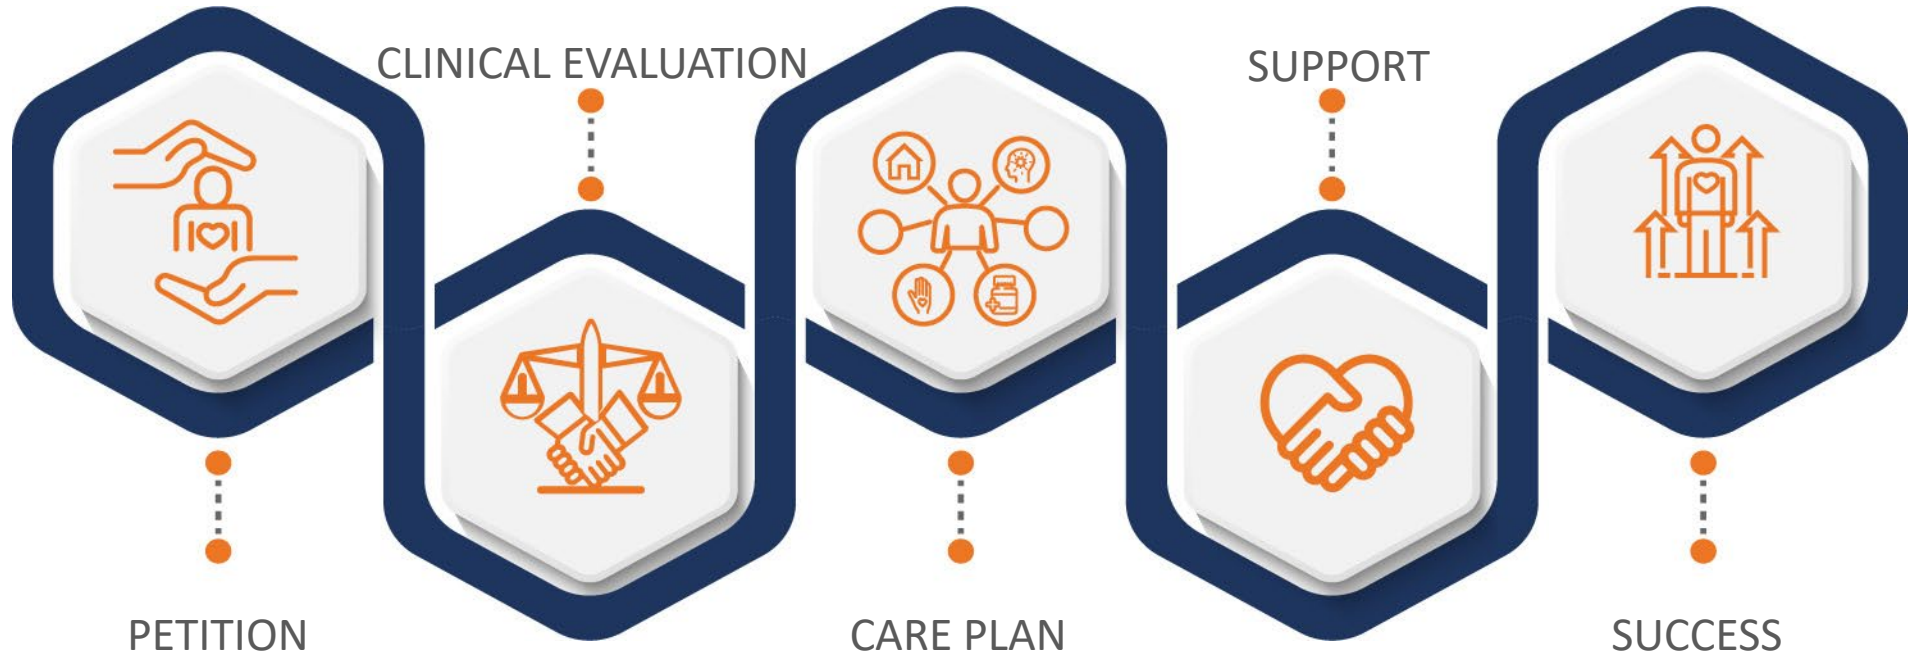 PETITION
CLINICAL EVALUATION
CARE PLAN
SUPPORT
SUCCESS